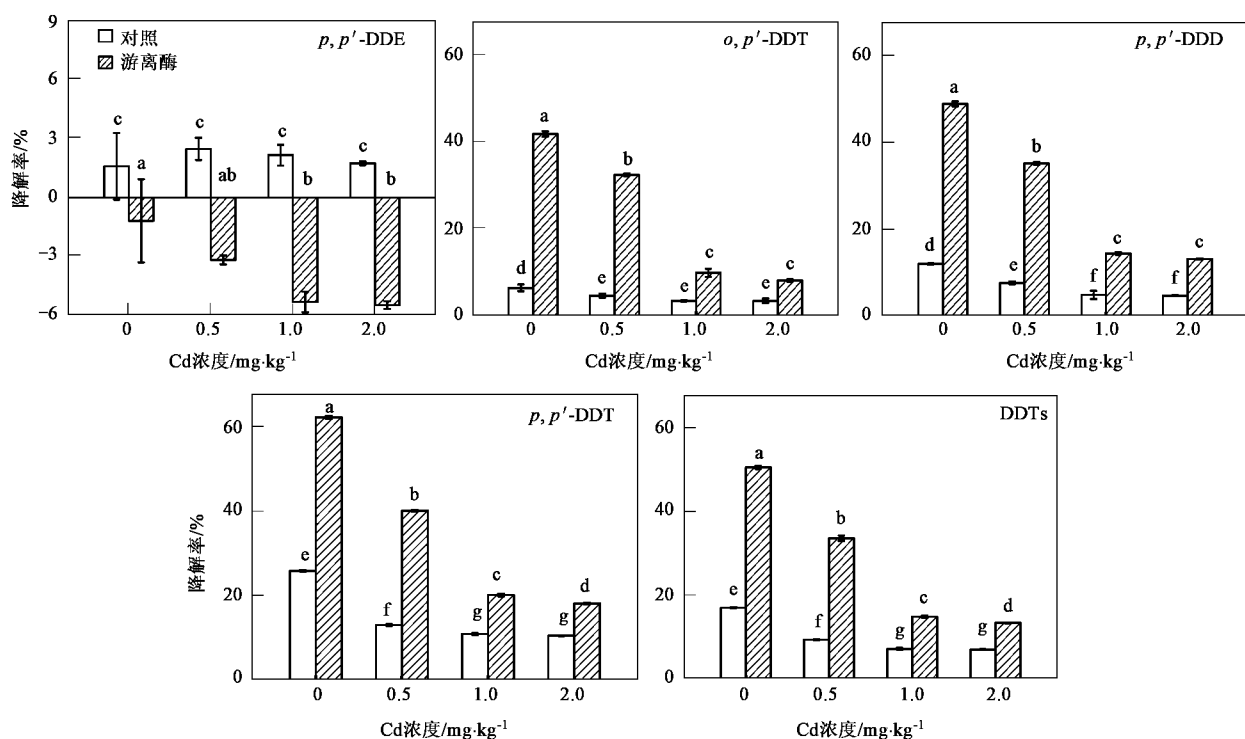 9
6
3
0
−3
−6
降解率/%
对照
游离酶
p, p′-DDE
c
a
c
ab
c
b
c
b
0 0.5 1.0 2.0
Cd浓度/mg·kg⁻¹
60
40
20
0
o, p′-DDT
a
b
c
c
d
e
e
e
0 0.5 1.0 2.0
Cd浓度/mg·kg⁻¹
60
40
20
0
p, p′-DDD
a
b
c
c
d
e
f
f
0 0.5 1.0 2.0
Cd浓度/mg·kg⁻¹
60
40
20
0
降解率/%
p, p′-DDT
a
b
c
d
e
f
g
g
0 0.5 1.0 2.0
Cd浓度/mg·kg⁻¹
60
40
20
0
DDTs
a
b
c
d
e
f
g
g
0 0.5 1.0 2.0
Cd浓度/mg·kg⁻¹